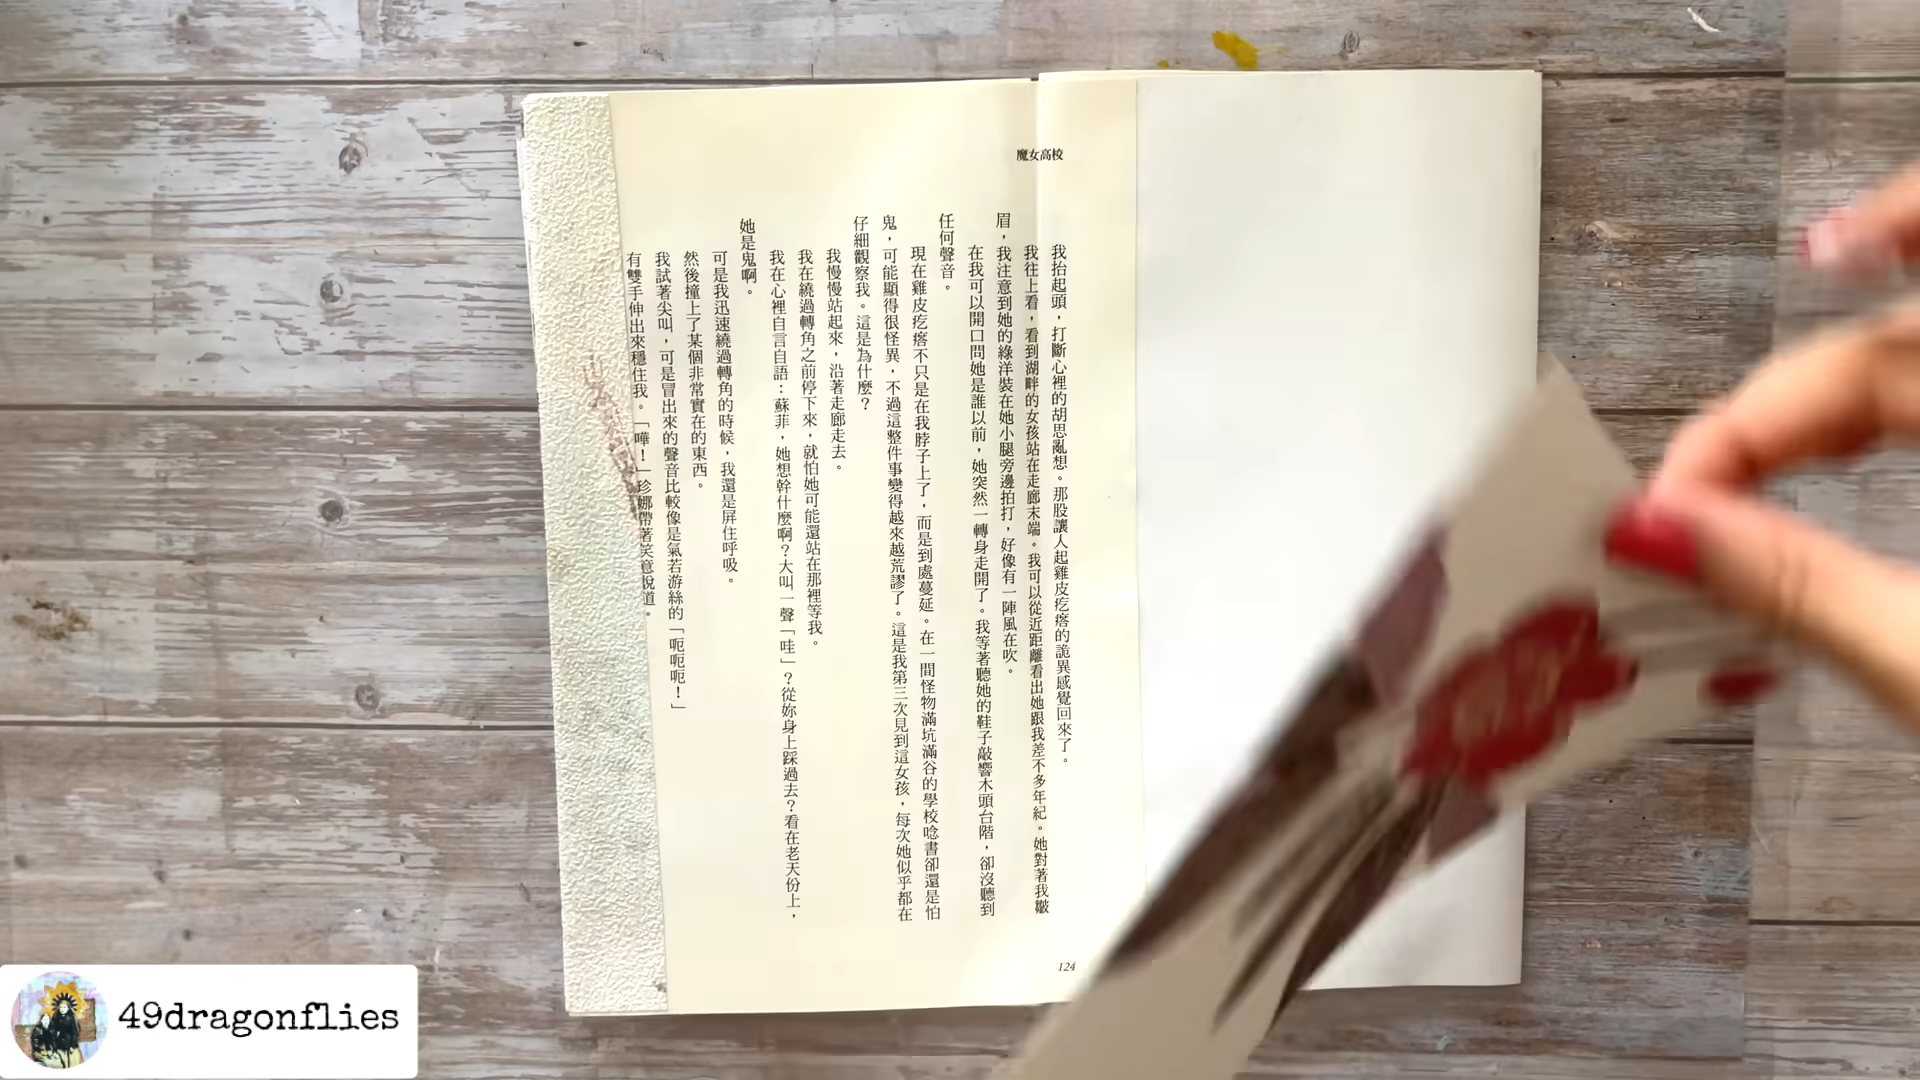 魔女高校
我抬起頭，打斷心裡的胡思亂想。那股讓人起雞皮疙瘩的詭異感覺回來了。
我往上看，看到湖畔的女孩站在走廊末端。我可以從近距離看出她跟我差不多年紀。她對著我皺
眉，我注意到她的綠洋裝在她小腿旁邊拍打，好像有一陣風在吹。
在我可以開口問她是誰以前，她突然一轉身走開了。我等著聽她的鞋子敲響木頭台階，卻沒聽到
任何聲音。
現在雞皮疙瘩不只是在我脖子上了，而是到處蔓延。在一間怪物滿坑滿谷的學校唸書卻還是怕
鬼，可能顯得很怪異，不過這整件事變得越來越荒謬了。這是我第三次見到這女孩，每次她似乎都在
仔細觀察我。這是為什麼？
我慢慢站起來，沿著走廊走去。
我在繞過轉角之前停下來，就怕她可能還站在那裡等我。
我在心裡自言自語：蘇菲，她想幹什麼啊？大叫一聲「哇」？從妳身上踩過去？看在老天份上，
她是鬼啊。
可是我迅速繞過轉角的時候，我還是屏住呼吸。
然後撞上了某個非常實在的東西。
我試著尖叫，可是冒出來的聲音比較像是氣若游絲的「呃呃呃！」
有雙手伸出來穩住我。「嘩！」珍娜帶著笑意說道。
124
49dragonflies